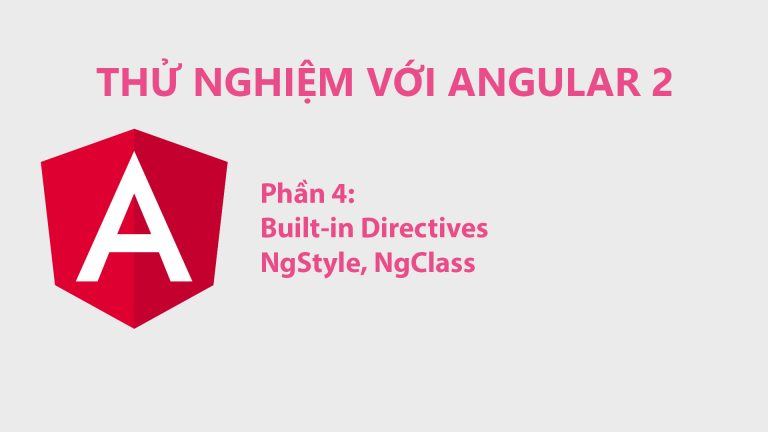 THỬ NGHIỆM VỚI ANGULAR 2
A
Phần 4:
Built-in Directives
NgStyle, NgClass